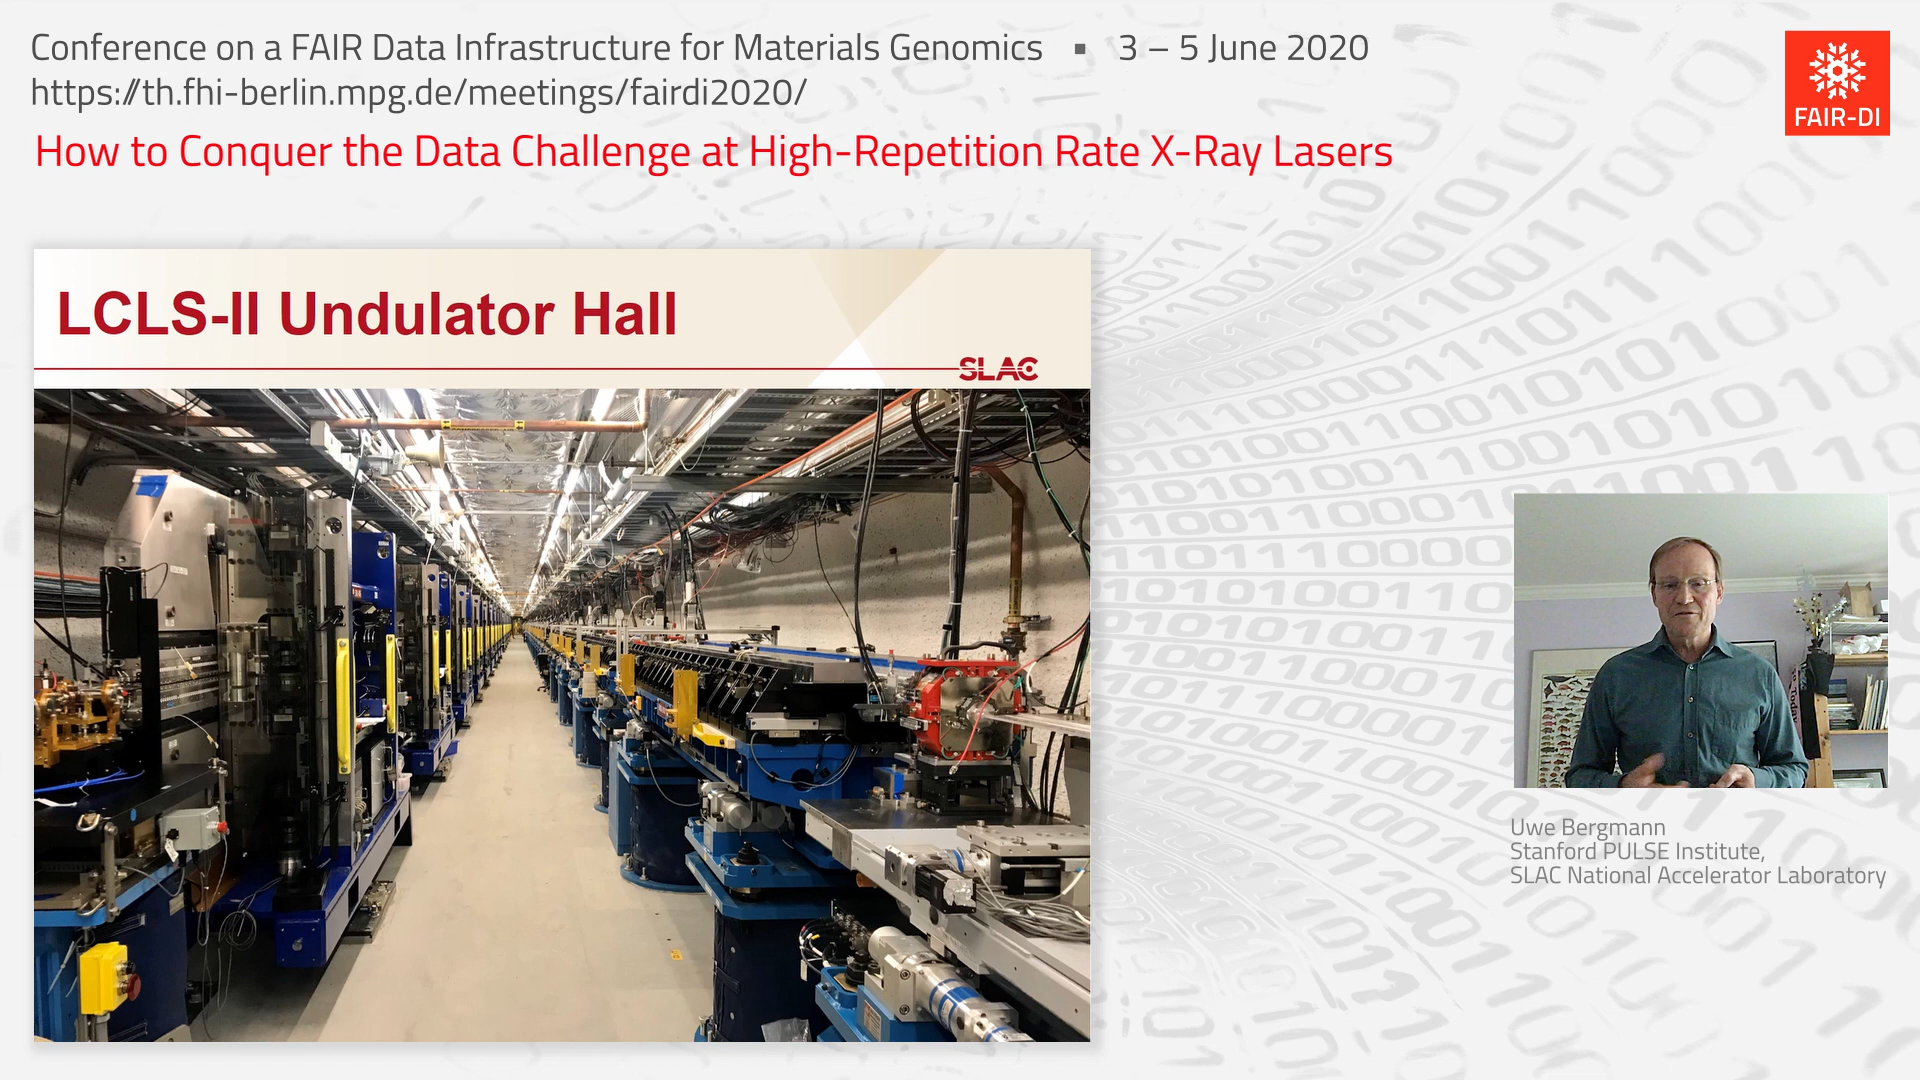 Conference on a FAIR Data Infrastructure for Materials Genomics ▪ 3 – 5 June 2020
https://th.fhi-berlin.mpg.de/meetings/fairdi2020/
How to Conquer the Data Challenge at High-Repetition Rate X-Ray Lasers
FAIR-DI
LCLS-II Undulator Hall
SLAC
Uwe Bergmann
Stanford PULSE Institute,
SLAC National Accelerator Laboratory